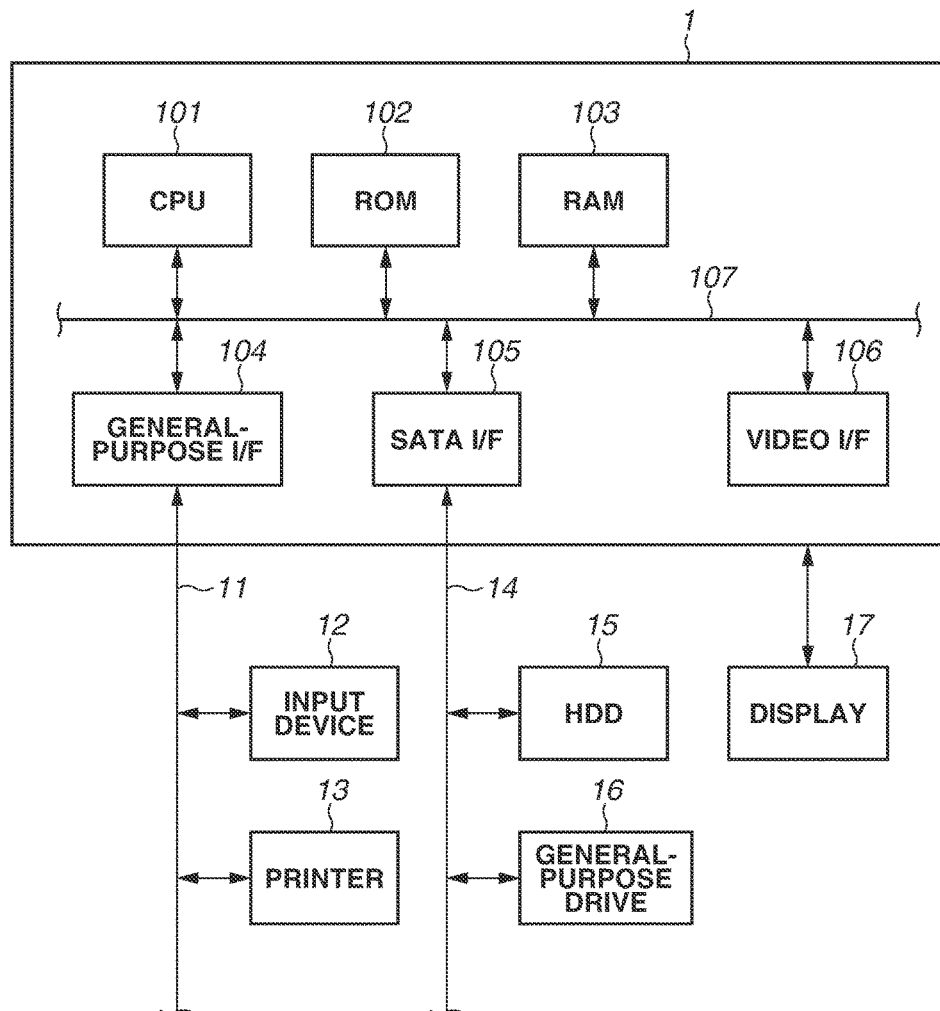 1
101
102
103
CPU
ROM
RAM
107
104
105
106
GENERAL-
PURPOSE I/F
SATA I/F
VIDEO I/F
11
14
12
15
17
INPUT
DEVICE
HDD
DISPLAY
13
16
PRINTER
GENERAL-
PURPOSE
DRIVE